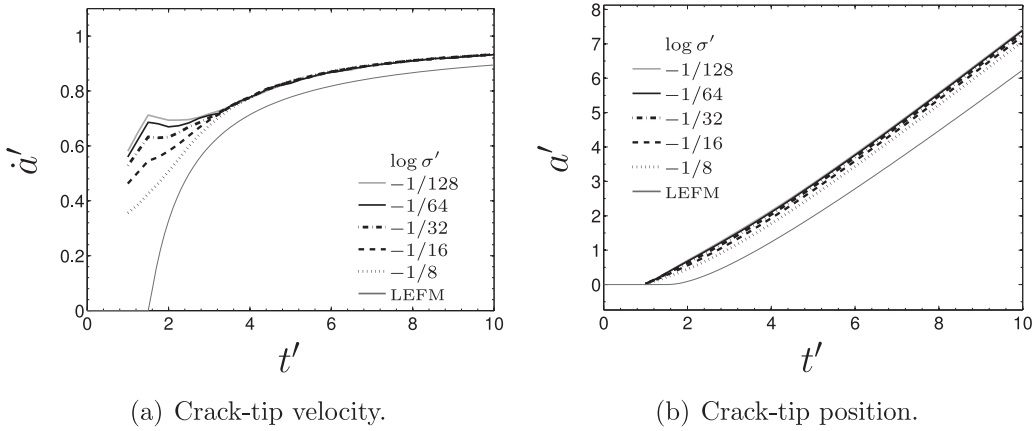 1
0.8
0.6
0.4
0.2
0
0 2 4 6 8 10
ȧ′
t′
log σ′
−1/128
−1/64
−1/32
−1/16
−1/8
LEFM
(a) Crack-tip velocity.
8
7
6
5
4
3
2
1
0
0 2 4 6 8 10
a′
t′
log σ′
−1/128
−1/64
−1/32
−1/16
−1/8
LEFM
(b) Crack-tip position.